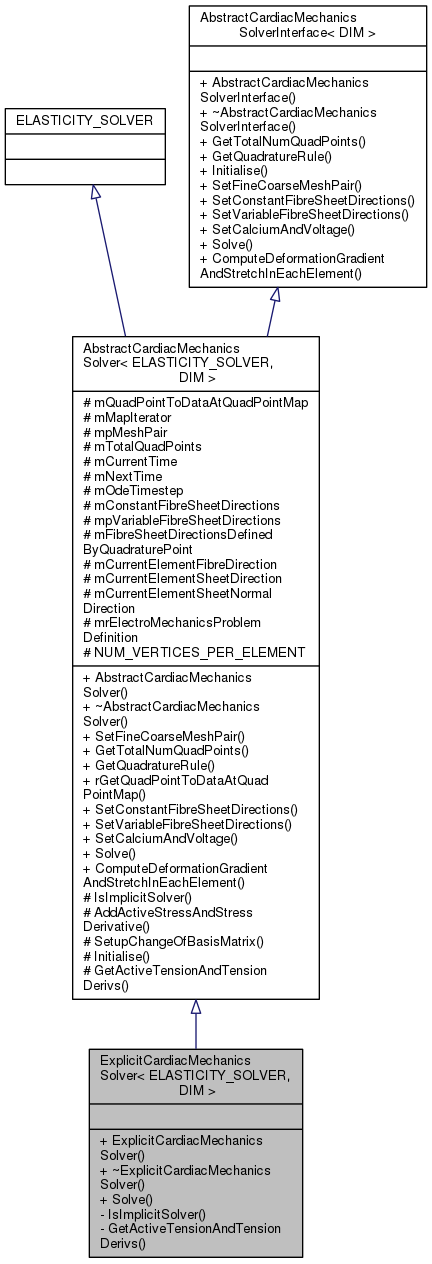 AbstractCardiacMechanics
SolverInterface< DIM >
+ AbstractCardiacMechanics
SolverInterface()
+ ~AbstractCardiacMechanics
SolverInterface()
+ GetTotalNumQuadPoints()
+ GetQuadratureRule()
+ Initialise()
+ SetFineCoarseMeshPair()
+ SetConstantFibreSheetDirections()
+ SetVariableFibreSheetDirections()
+ SetCalciumAndVoltage()
+ Solve()
+ ComputeDeformationGradient
AndStretchInEachElement()
ELASTICITY_SOLVER
AbstractCardiacMechanics
Solver< ELASTICITY_SOLVER,
DIM >
# mQuadPointToDataAtQuadPointMap
# mMapIterator
# mpMeshPair
# mTotalQuadPoints
# mCurrentTime
# mNextTime
# mOdeTimestep
# mConstantFibreSheetDirections
# mpVariableFibreSheetDirections
# mFibreSheetDirectionsDefined
ByQuadraturePoint
# mCurrentElementFibreDirection
# mCurrentElementSheetDirection
# mCurrentElementSheetNormal
Direction
# mrElectroMechanicsProblem
Definition
# NUM_VERTICES_PER_ELEMENT
+ AbstractCardiacMechanics
Solver()
+ ~AbstractCardiacMechanics
Solver()
+ SetFineCoarseMeshPair()
+ GetTotalNumQuadPoints()
+ GetQuadratureRule()
+ rGetQuadPointToDataAtQuad
PointMap()
+ SetConstantFibreSheetDirections()
+ SetVariableFibreSheetDirections()
+ SetCalciumAndVoltage()
+ Solve()
+ ComputeDeformationGradient
AndStretchInEachElement()
# IsImplicitSolver()
# AddActiveStressAndStress
Derivative()
# SetupChangeOfBasisMatrix()
# Initialise()
# GetActiveTensionAndTension
Derivs()
ExplicitCardiacMechanics
Solver< ELASTICITY_SOLVER,
DIM >
+ ExplicitCardiacMechanics
Solver()
+ ~ExplicitCardiacMechanics
Solver()
+ Solve()
- IsImplicitSolver()
- GetActiveTensionAndTension
Derivs()